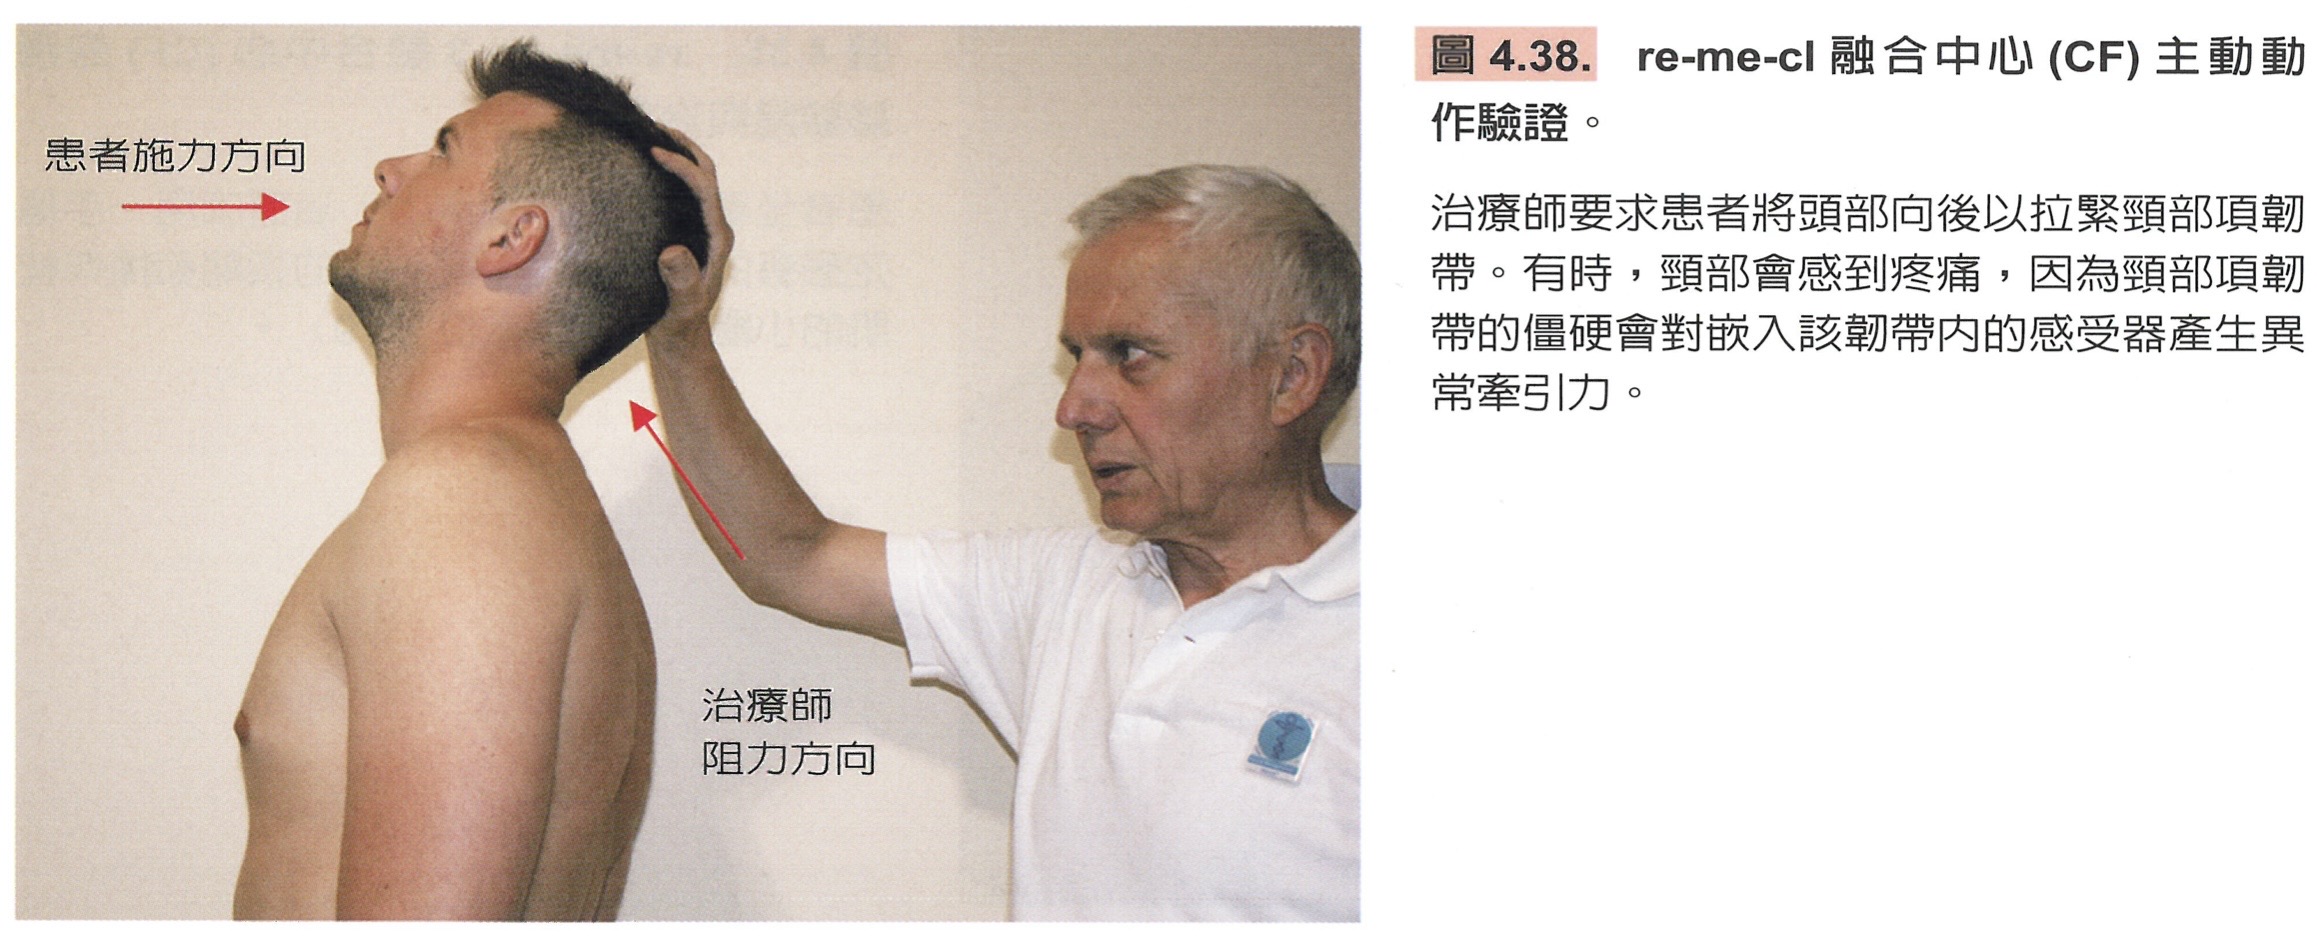 患者施力方向
治療師
阻力方向
圖 4.38. re-me-cl 融合中心 (CF) 主動動
作驗證。
治療師要求患者將頭部向後以拉緊頸部項韌
帶。有時，頸部會感到疼痛，因為頸部項韌
帶的僵硬會對嵌入該韌帶內的感受器產生異
常牽引力。